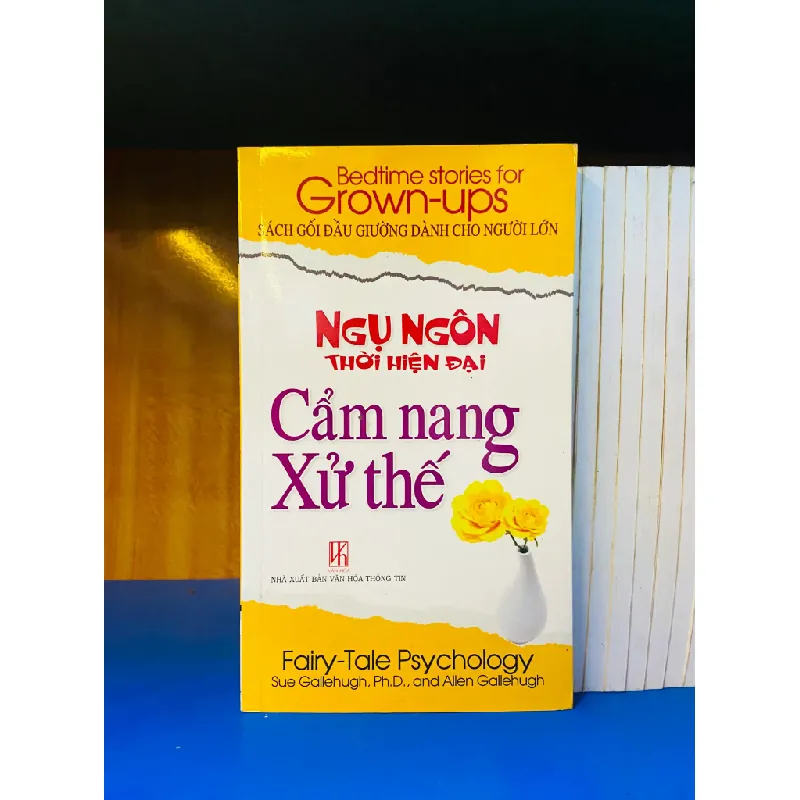 Bedtime stories for
Grown-ups
SÁCH GỐI ĐẦU GIƯỜNG DÀNH CHO NGƯỜI LỚN
NGỤ NGÔN
THỜI HIỆN ĐẠI
Cẩm nang
Xử thế
VĂN HÓA
NHÀ XUẤT BẢN VĂN HÓA THÔNG TIN
Fairy-Tale Psychology
Sue Gallehugh, Ph.D., and Allen Gallehugh